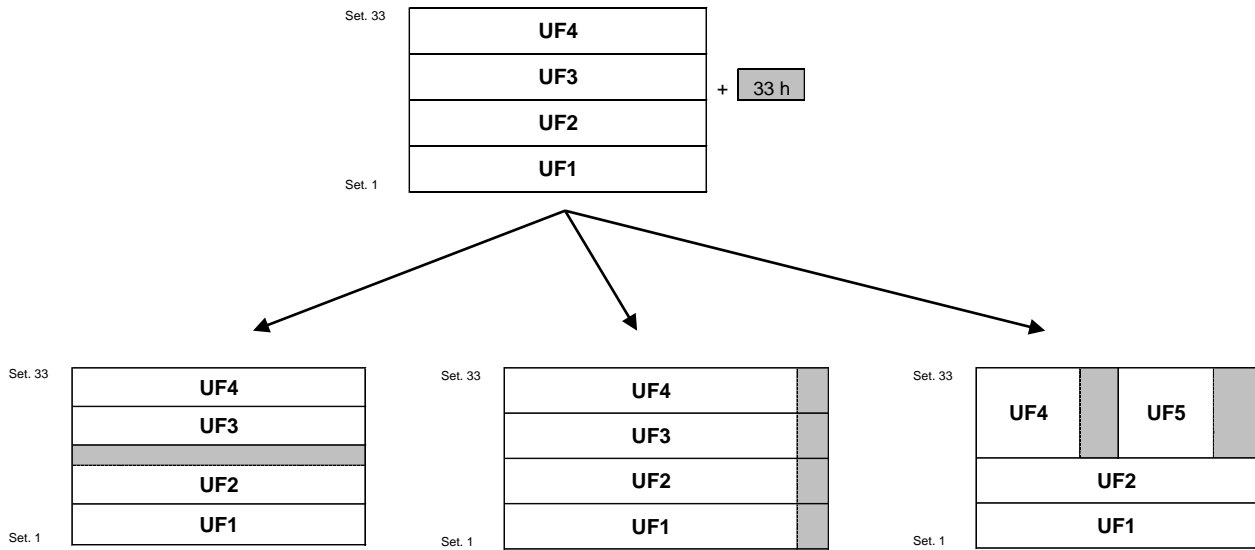 Set. 33
UF4
UF3
+ 33 h
UF2
UF1
Set. 1
Set. 33
UF4
UF3
UF2
UF1
Set. 1
Set. 33
UF4
UF3
UF2
UF1
Set. 1
Set. 33
UF4 UF5
UF2
UF1
Set. 1